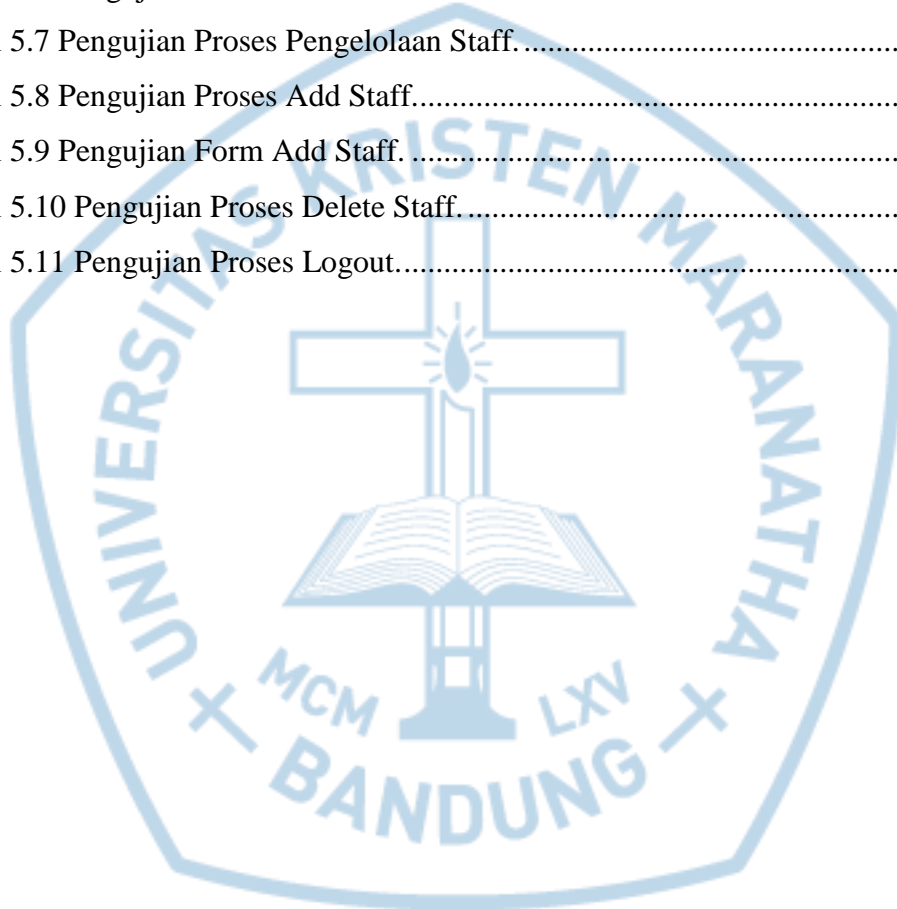 5.7 Pengujian Proses Pengelolaan Staff. ......................................................
5.8 Pengujian Proses Add Staff.......................................................................
5.9 Pengujian Form Add Staff. ......................................................................
5.10 Pengujian Proses Delete Staff. ..............................................................
5.11 Pengujian Proses Logout.........................................................................
UNIVERSITAS KRISTEN MARANATHA
MCM LXV
BANDUNG